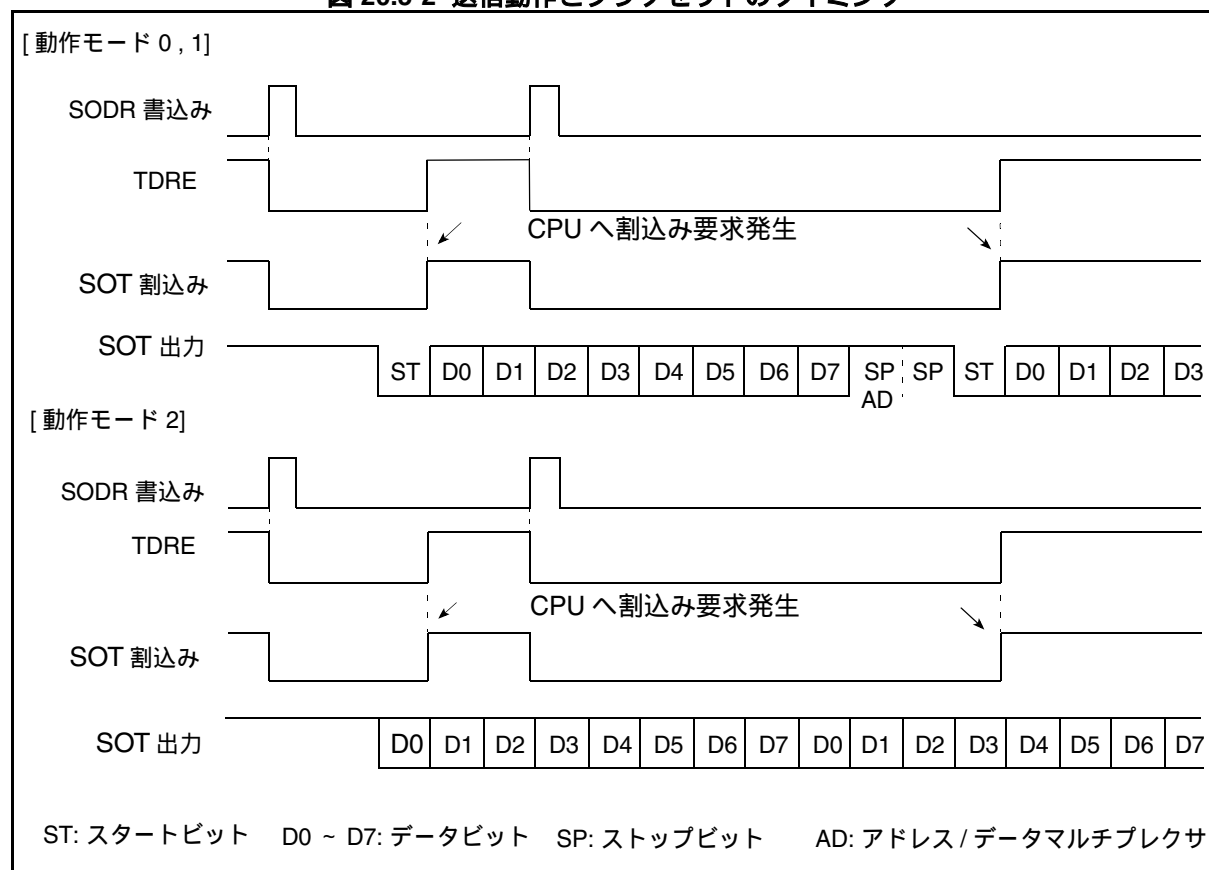 [動作モード 0 , 1]
SODR 書込み
TDRE
CPU へ割込み要求発生
SOT 割込み
SOT 出力
ST D0 D1 D2 D3 D4 D5 D6 D7 SP SP ST D0 D1 D2 D3
AD
[動作モード 2]
SODR 書込み
TDRE
CPU へ割込み要求発生
SOT 割込み
SOT 出力
D0 D1 D2 D3 D4 D5 D6 D7 D0 D1 D2 D3 D4 D5 D6 D7
ST: スタートビット D0 ~ D7: データビット SP: ストップビット AD: アドレス / データマルチプレクサ